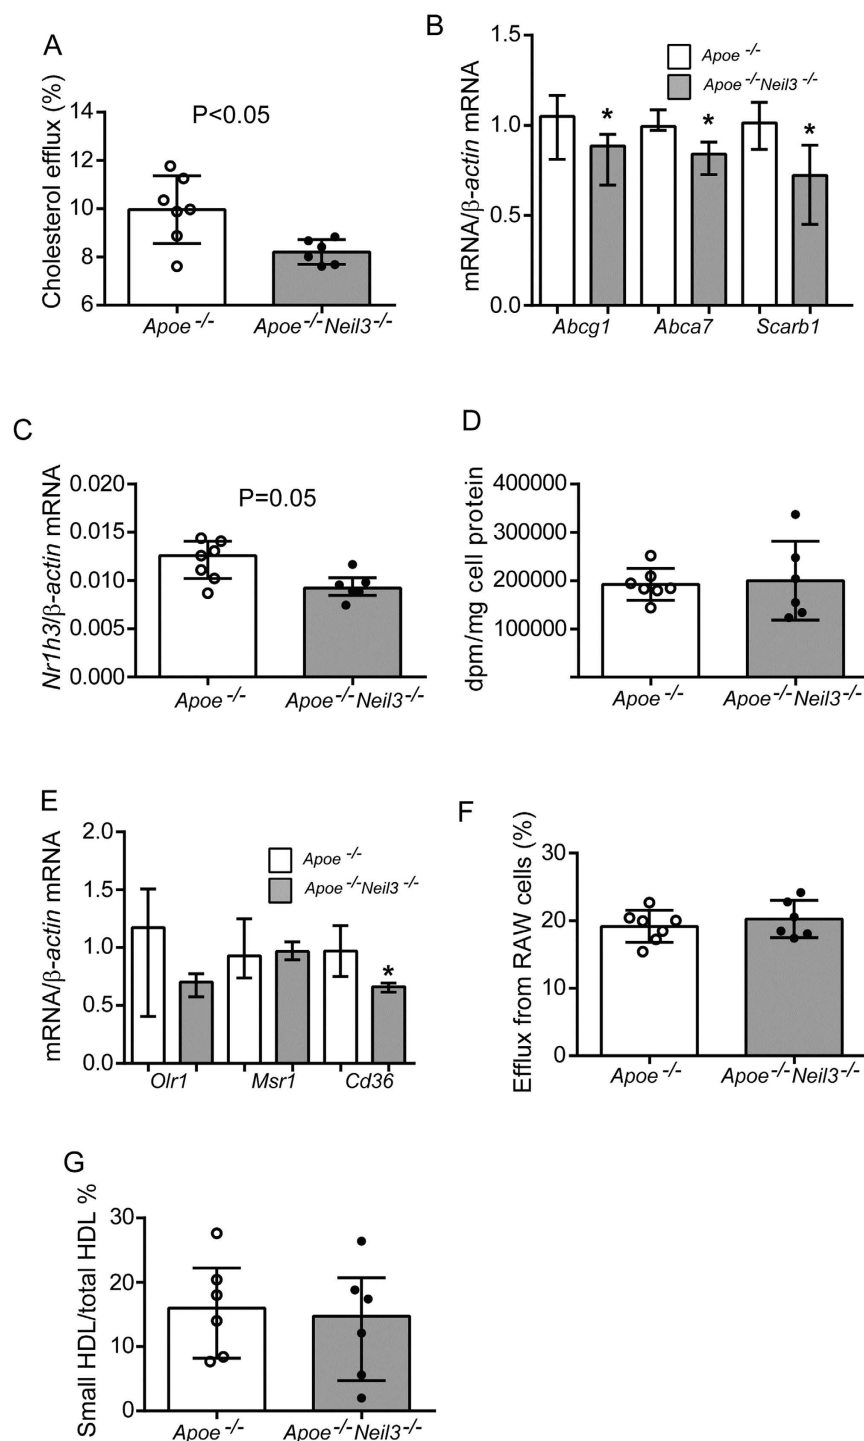 A
Cholesterol efflux (%)
14
12
10
8
6
P<0.05
Apoe -/-
Apoe -/- Neil3 -/-
B
mRNA/β-actin mRNA
1.5
1.0
0.5
0.0
Apoe -/-
Apoe -/- Neil3 -/-
*
*
*
Abcg1
Abca7
Scarb1
C
Nr1h3/β-actin mRNA
0.020
0.015
0.010
0.005
0.000
P=0.05
Apoe -/-
Apoe -/- Neil3 -/-
D
dpm/mg cell protein
400000
300000
200000
100000
Apoe -/-
Apoe -/- Neil3 -/-
E
mRNA/β-actin mRNA
2.0
1.5
1.0
0.5
0.0
Apoe -/-
Apoe -/- Neil3 -/-
*
Olr1
Msr1
Cd36
F
Efflux from RAW cells (%)
30
20
10
0
Apoe -/-
Apoe -/- Neil3 -/-
G
Small HDL/total HDL %
30
20
10
0
Apoe -/-
Apoe -/- Neil3 -/-